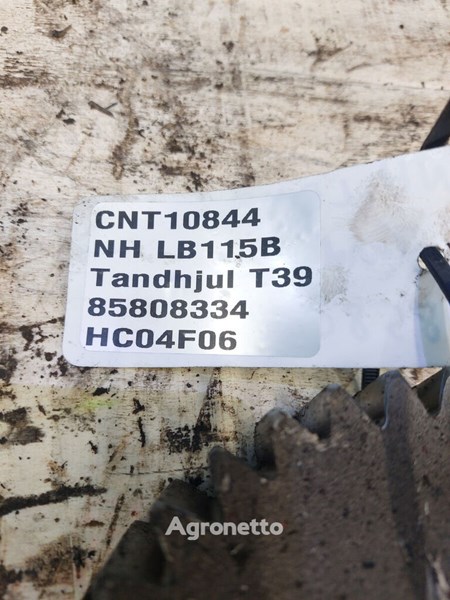 CNT10844
NH LB115B
Tandhjul T39
85808334
HC04F06
Agronetto